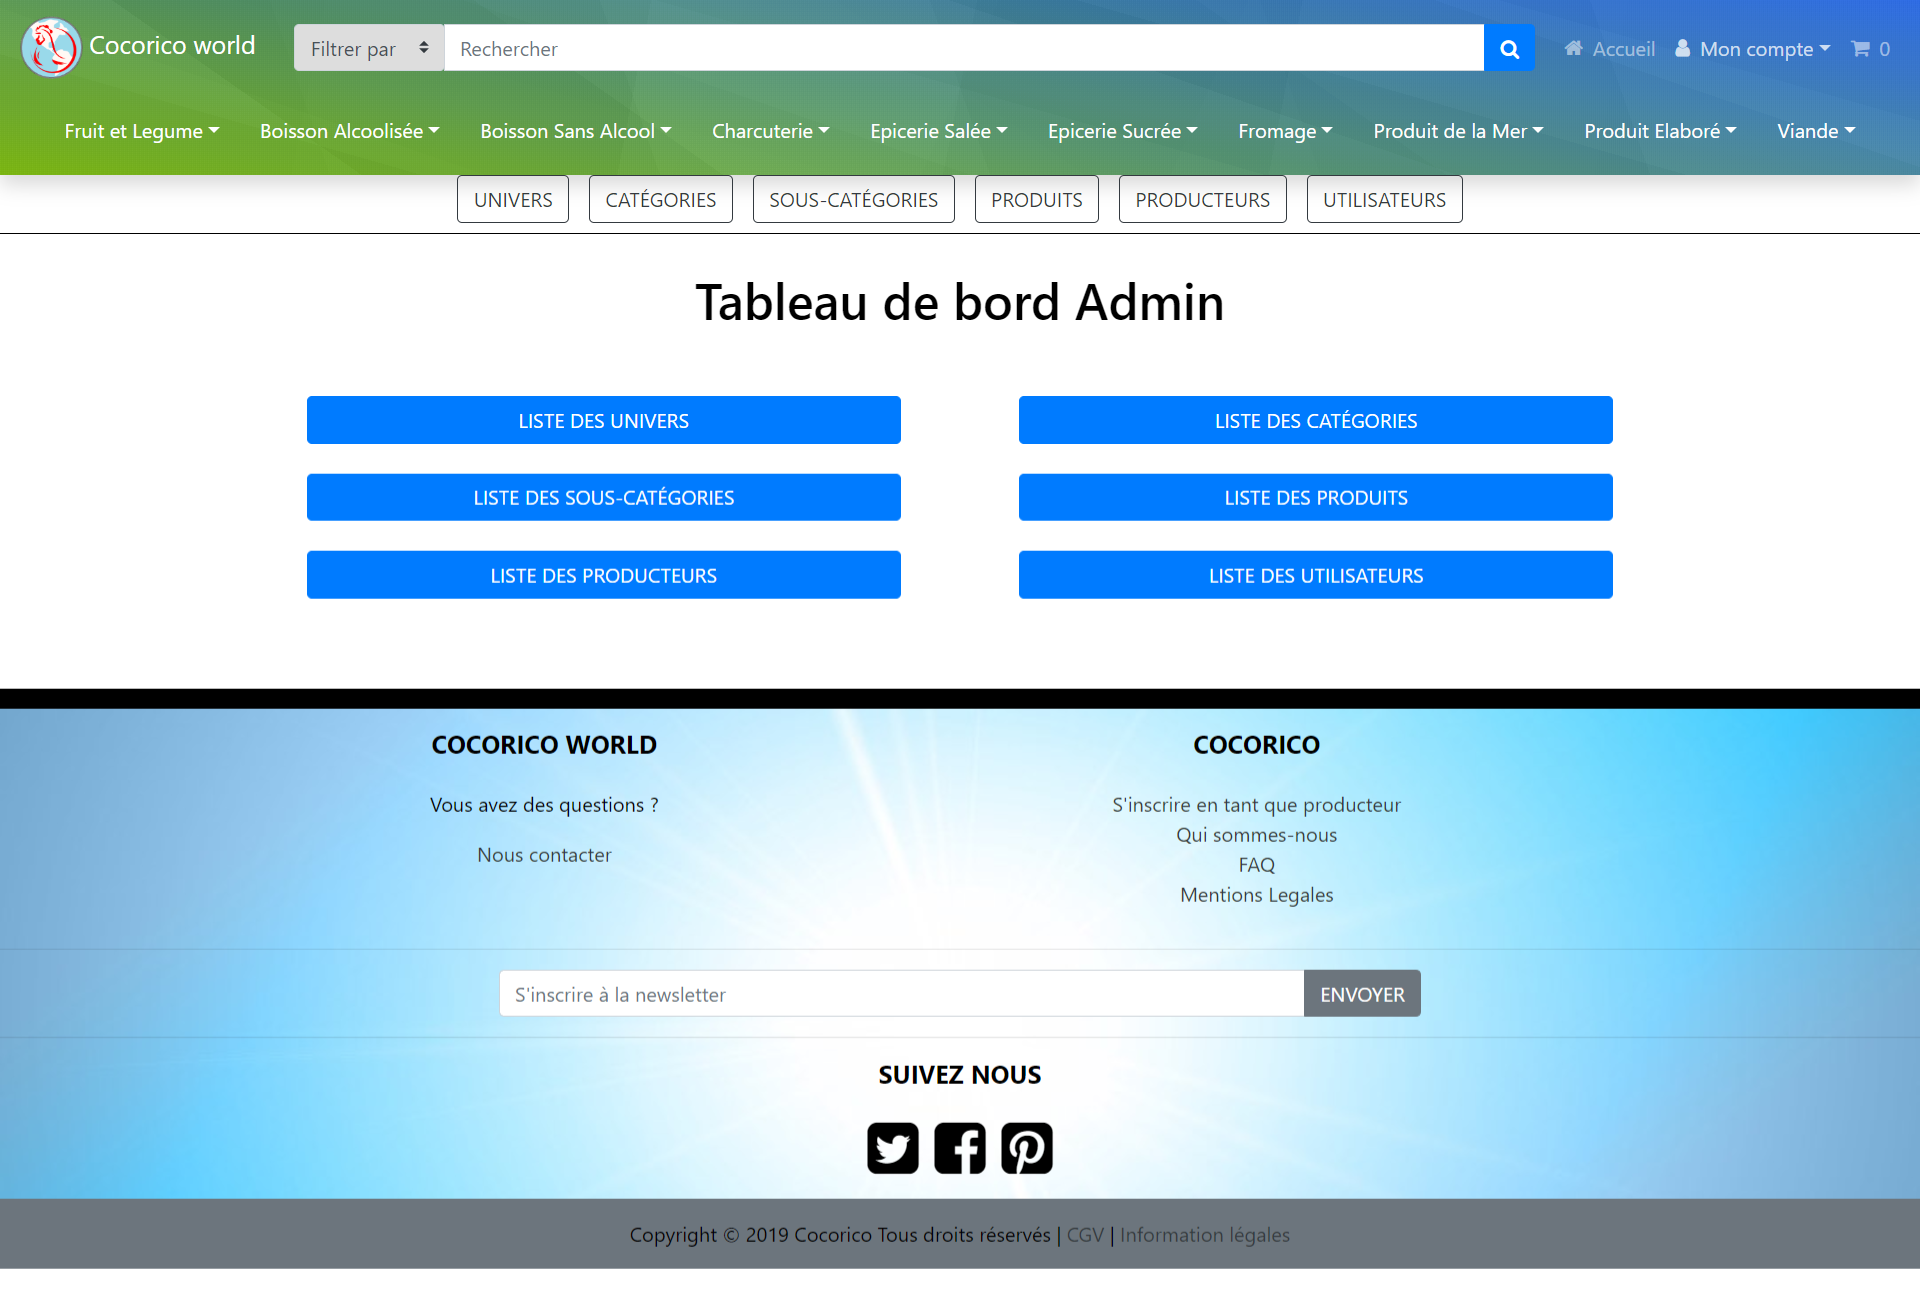 Cocorico world
Filtrer par
Rechercher
Accueil
Mon compte
0
Fruit et Legume
Boisson Alcoolisée
Boisson Sans Alcool
Charcuterie
Epicerie Salée
Epicerie Sucrée
Fromage
Produit de la Mer
Produit Elaboré
Viande
UNIVERS
CATÉGORIES
SOUS-CATÉGORIES
PRODUITS
PRODUCTEURS
UTILISATEURS
Tableau de bord Admin
LISTE DES UNIVERS
LISTE DES CATÉGORIES
LISTE DES SOUS-CATÉGORIES
LISTE DES PRODUITS
LISTE DES PRODUCTEURS
LISTE DES UTILISATEURS
COCORICO WORLD
Vous avez des questions ?
Nous contacter
COCORICO
S'inscrire en tant que producteur
Qui sommes-nous
FAQ
Mentions Legales
S'inscrire à la newsletter
ENVOYER
SUIVEZ NOUS
Copyright © 2019 Cocorico Tous droits réservés | CGV | Information légales